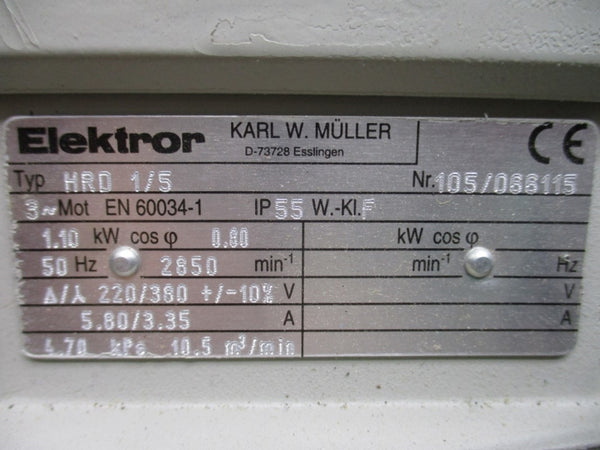 Elektror KARL W. MÜLLER
D-73728 Esslingen
CE
Typ HRD 1/5 Nr. 105/066115
3~Mot EN 60034-1 IP 55 W.-Kl. F
1.10 kW cos φ 0.80 kW cos φ
50 Hz 2850 min-1 min-1 Hz
Δ/⅄ 220/380 +/-10% V V
5.80/3.35 A A
4.70 kPa 10.5 m³/min